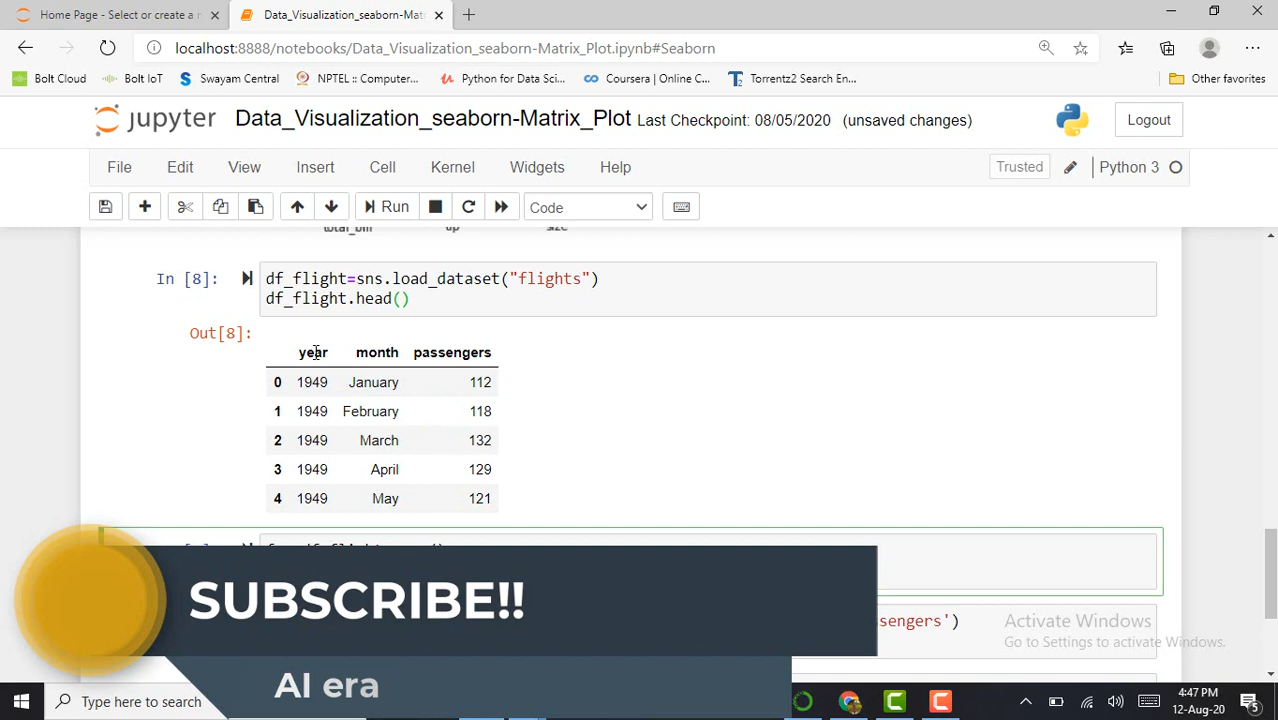 Home Page - Select or create a n
Data_Visualization_seaborn-Matri
localhost:8888/notebooks/Data_Visualization_seaborn-Matrix_Plot.ipynb#Seaborn
Bolt Cloud
Bolt IoT
Swayam Central
NPTEL :: Computer...
Python for Data Sci...
Coursera | Online C...
Torrentz2 Search En...
Other favorites
jupyter Data_Visualization_seaborn-Matrix_Plot Last Checkpoint: 08/05/2020 (unsaved changes)
Logout
File Edit View Insert Cell Kernel Widgets Help
Trusted
Python 3
Run
Code
total_bill size
In [8]: df_flight=sns.load_dataset("flights")
df_flight.head()
Out[8]:
year month passengers
0 1949 January 112
1 1949 February 118
2 1949 March 132
3 1949 April 129
4 1949 May 121
SUBSCRIBE!!
sengers')
AI era
Activate Windows
Go to Settings to activate Windows.
Type here to search
4:47 PM
12-Aug-20
5